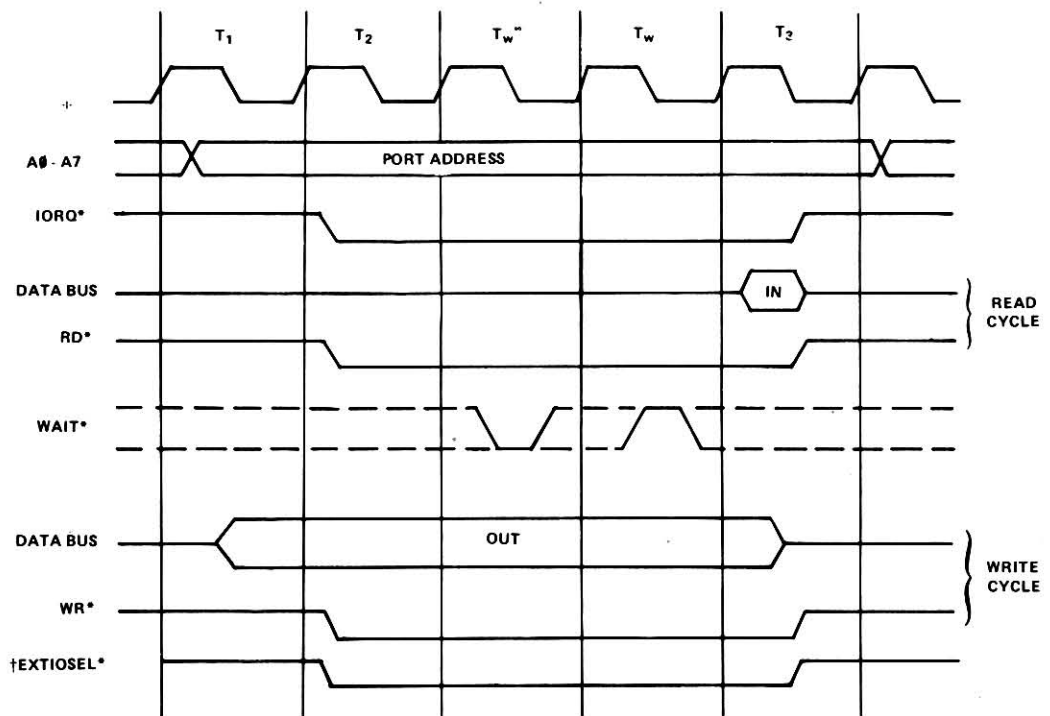 T1 T2 Tw* Tw T3
A0 - A7
PORT ADDRESS
IORQ*
DATA BUS
IN
READ
CYCLE
RD*
WAIT*
DATA BUS
OUT
WRITE
CYCLE
WR*
†EXTIOSEL*